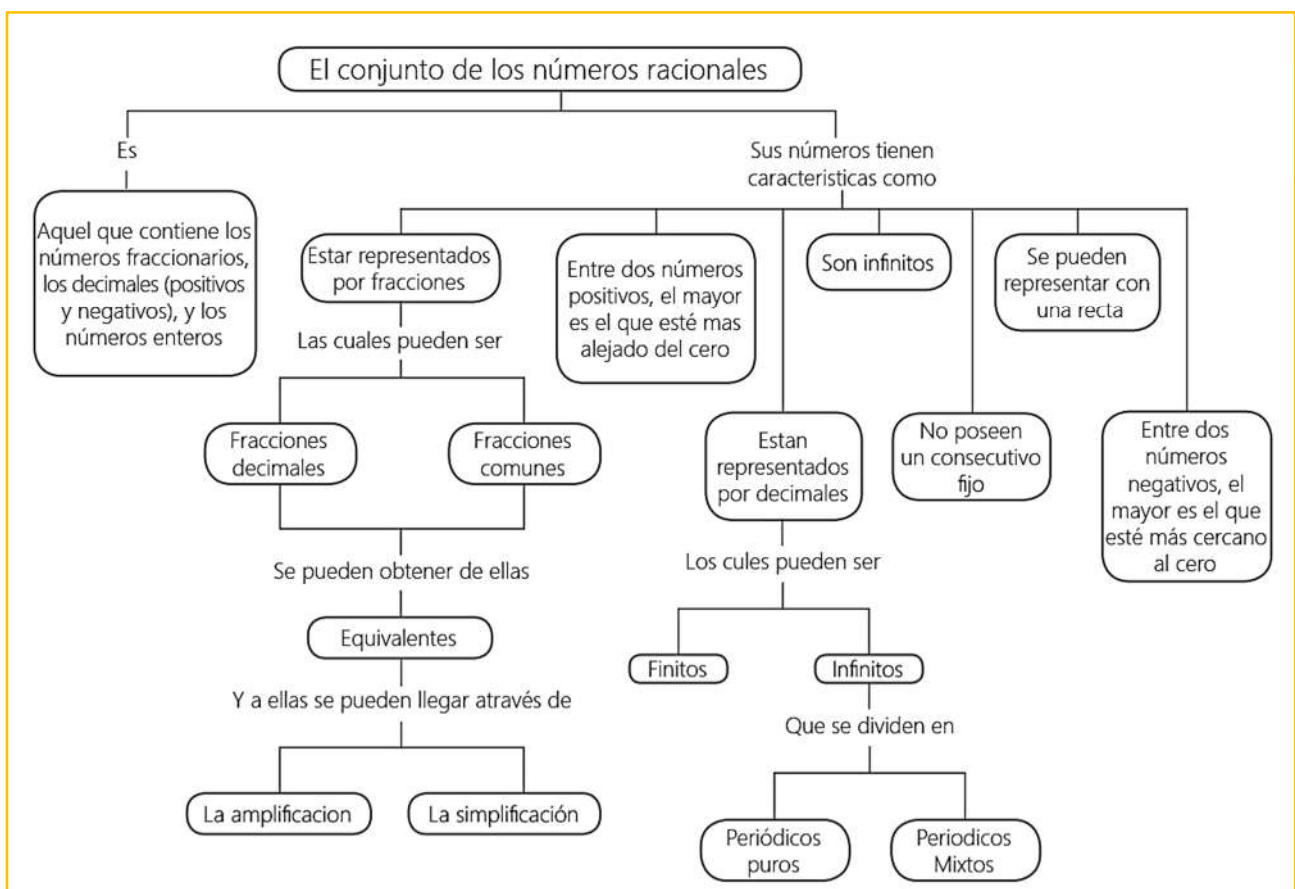 El conjunto de los números racionales
Es
Aquel que contiene los
números fraccionarios,
los decimales (positivos
y negativos), y los
números enteros
Sus números tienen
caracteristicas como
Estar representados
por fracciones
Las cuales pueden ser
Fracciones
decimales
Fracciones
comunes
Se pueden obtener de ellas
Equivalentes
Y a ellas se pueden llegar através de
La amplificacion
La simplificación
Entre dos números
positivos, el mayor
es el que esté mas
alejado del cero
Estan
representados
por decimales
Los cules pueden ser
Finitos
Infinitos
Que se dividen en
Periódicos
puros
Periodicos
Mixtos
Son infinitos
No poseen
un consecutivo
fijo
Se pueden
representar con
una recta
Entre dos
números
negativos, el
mayor es el que
esté más cercano
al cero